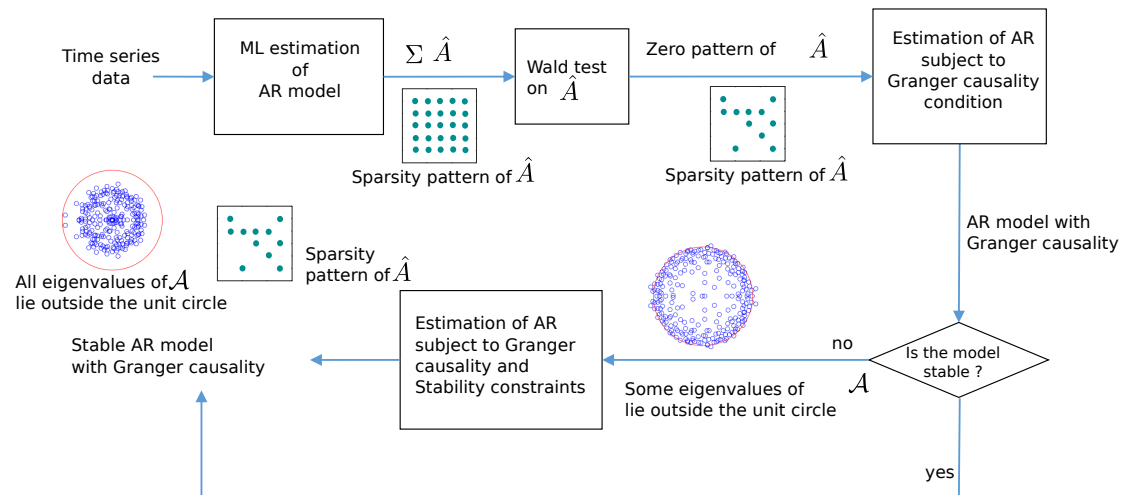 Time series
data
ML estimation
of
AR model
Σ Â
Sparsity pattern of Â
Wald test
on Â
Zero pattern of Â
Sparsity pattern of Â
Estimation of AR
subject to
Granger causality
condition
AR model with
Granger causality
Is the model
stable ?
no
yes
𝒜
Some eigenvalues of
lie outside the unit circle
Estimation of AR
subject to Granger
causality and
Stability constraints
Sparsity
pattern of Â
All eigenvalues of 𝒜
lie outside the unit circle
Stable AR model
with Granger causality